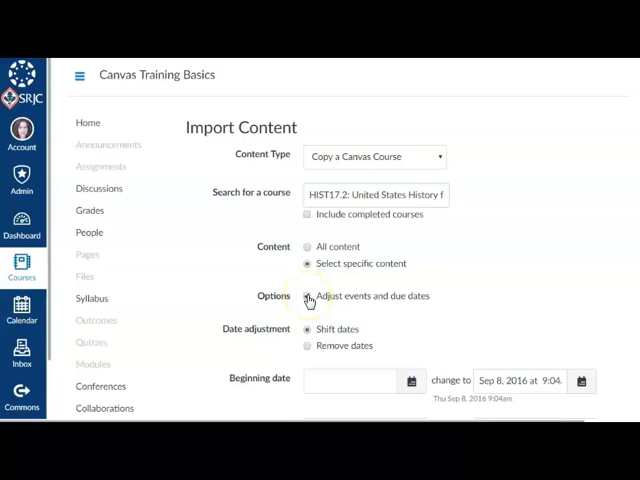 Canvas Training Basics
SRJC
Account
Admin
Dashboard
Courses
Calendar
Inbox
Commons
Home
Announcements
Assignments
Discussions
Grades
People
Pages
Files
Syllabus
Outcomes
Quizzes
Modules
Conferences
Collaborations
Import Content
Content Type Copy a Canvas Course
Search for a course HIST17.2: United States History f
Include completed courses
Content All content
Select specific content
Options Adjust events and due dates
Date adjustment Shift dates
Remove dates
Beginning date change to Sep 8, 2016 at 9:04
Thu Sep 8, 2016 9:04am